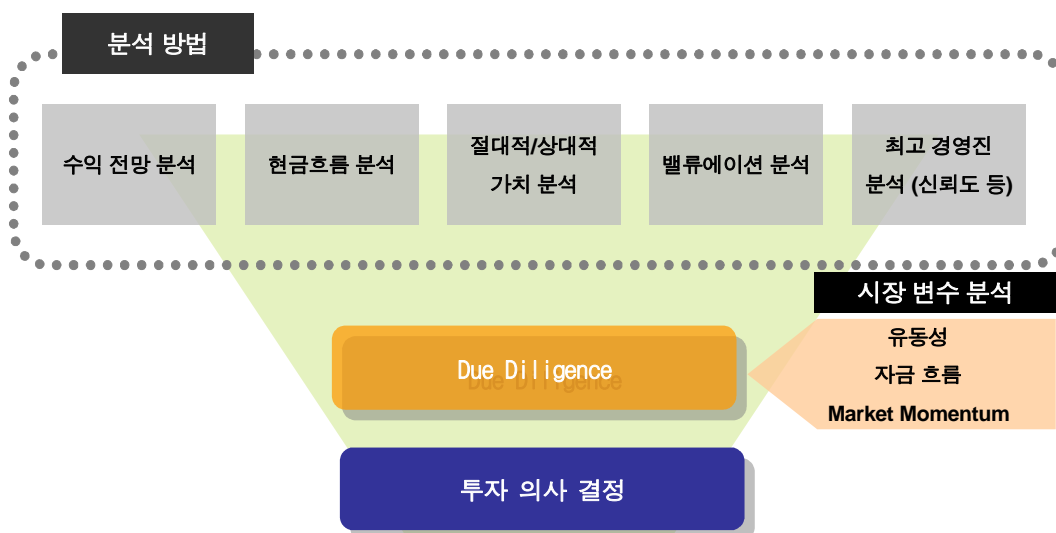 분석 방법
수익 전망 분석
현금흐름 분석
절대적/상대적
가치 분석
밸류에이션 분석
최고 경영진
분석 (신뢰도 등)
시장 변수 분석
유동성
자금 흐름
Market Momentum
Due Diligence
투자 의사 결정